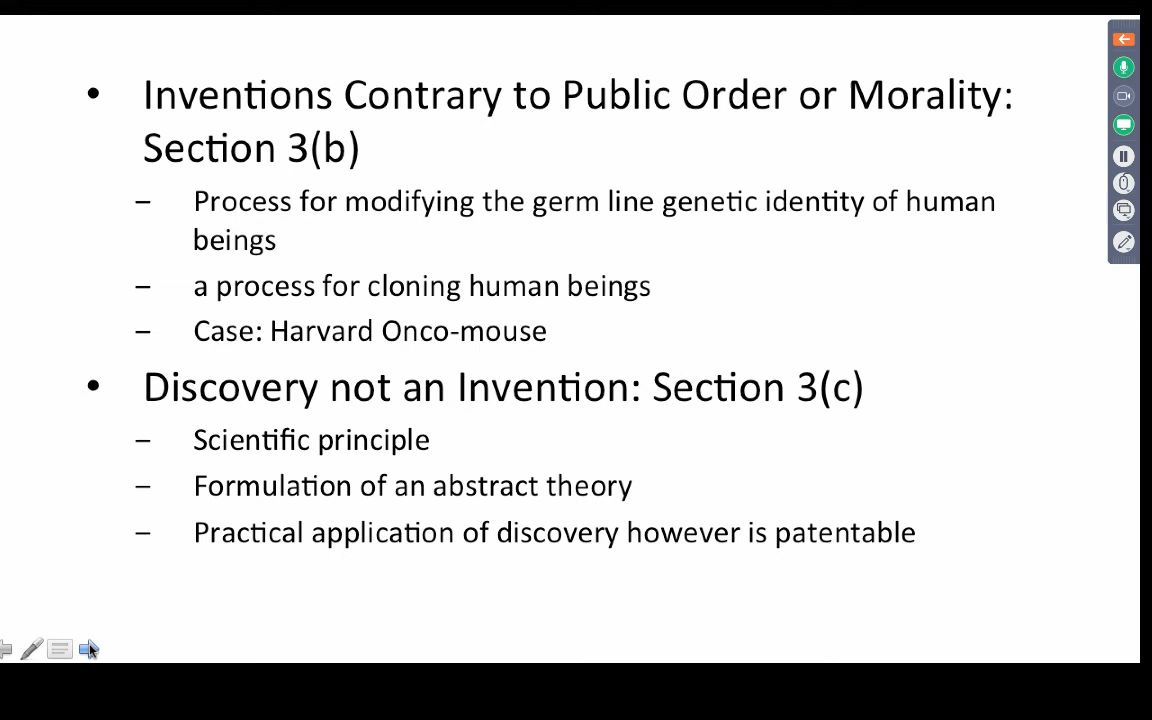 • Inventions Contrary to Public Order or Morality:
Section 3(b)
– Process for modifying the germ line genetic identity of human
beings
– a process for cloning human beings
– Case: Harvard Onco-mouse
• Discovery not an Invention: Section 3(c)
– Scientific principle
– Formulation of an abstract theory
– Practical application of discovery however is patentable